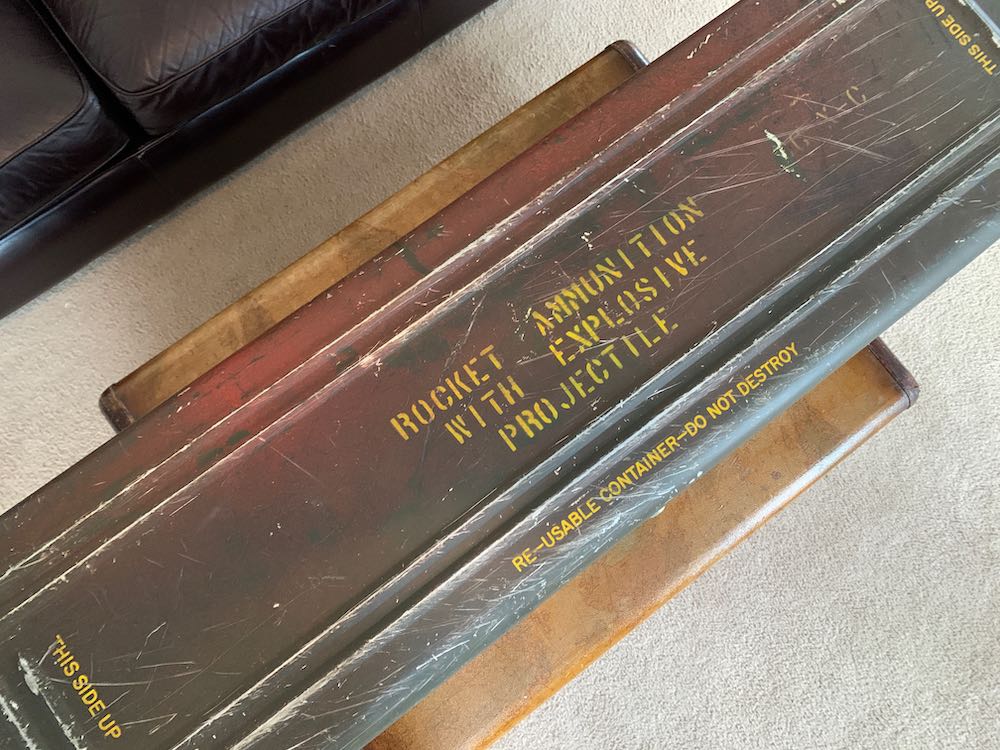 THIS SIDE UP
ROCKET AMMUNITION
WITH EXPLOSIVE
PROJECTILE
RE-USABLE CONTAINER-DO NOT DESTROY
THIS SIDE UP